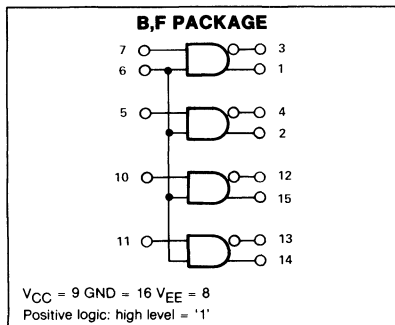 B,F PACKAGE
7 3
6 1
5 4
2
10 12
15
11 13
14
VCC = 9 GND = 16 VEE = 8
Positive logic: high level = '1'